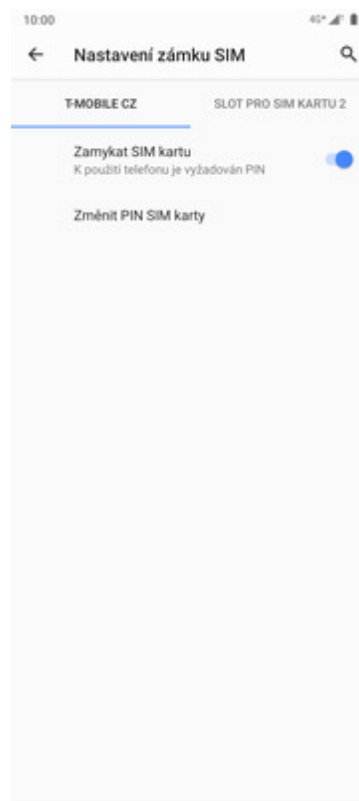 10:00 4G+
Nastavení zámku SIM
T-MOBILE CZ SLOT PRO SIM KARTU 2
Zamykat SIM kartu
K použití telefonu je vyžadován PIN
Změnit PIN SIM karty